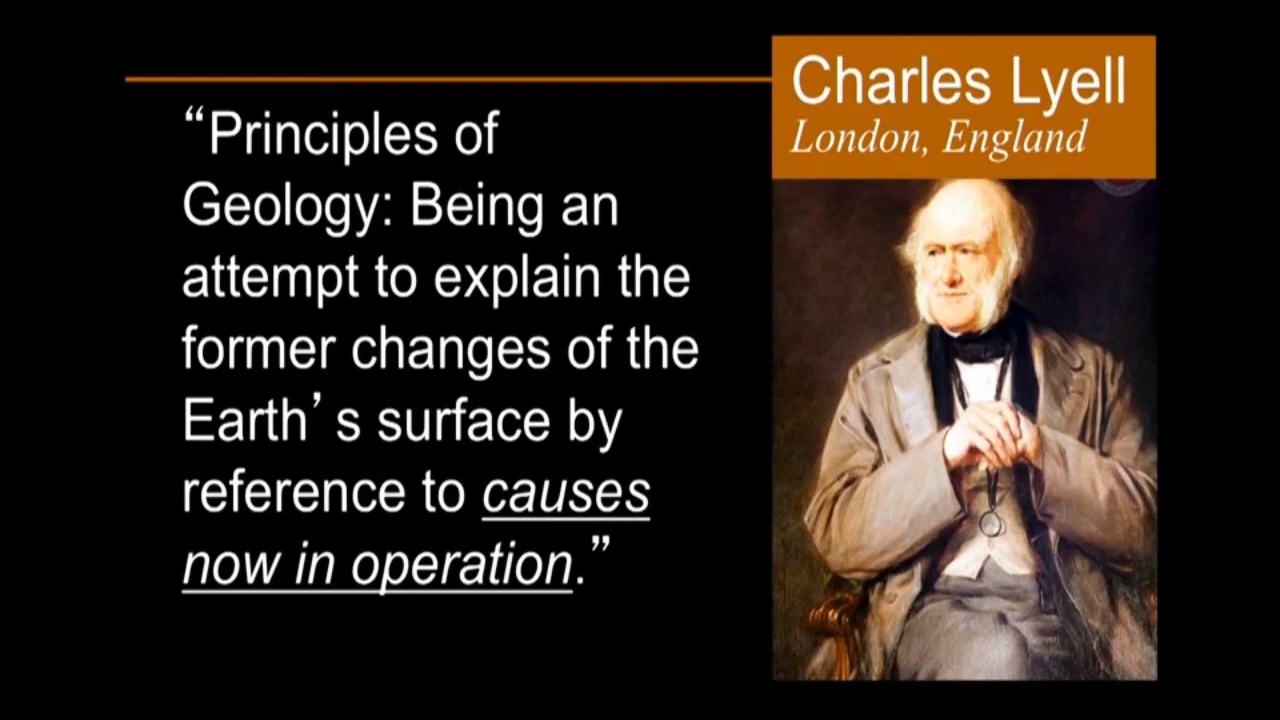 Charles Lyell
London, England
“Principles of
Geology: Being an
attempt to explain the
former changes of the
Earth’s surface by
reference to causes
now in operation.”